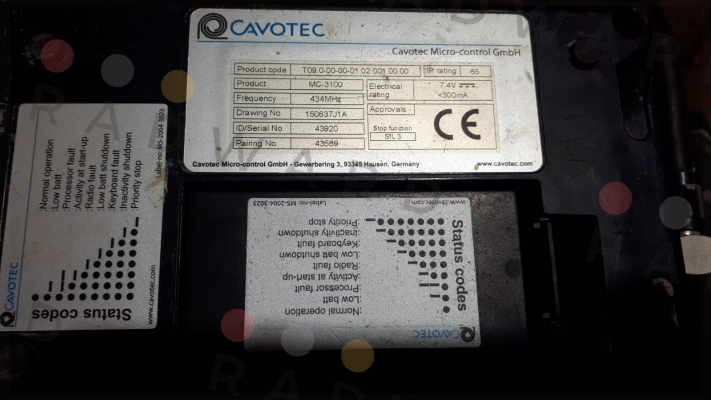 CAVOTEC
Cavotec Micro-control GmbH
Product code T09.0-00-00-01.02.001.00.00 IP rating 65
Product MC-3100 Electrical rating 7.4V <300mA
Frequency 434MHz
Drawing No. 150637J1A Approvals
ID/Serial No. 43920 Stop function SIL 3
Pairing No. 43569 CE
Cavotec Micro-control GmbH - Gewerbering 3, 93345 Hausen, Germany www.cavotec.com
CAVOTEC
www.cavotec.com
Status codes
:Normal operation
:Low batt
:Processor fault
:Activity at start-up
:Radio fault
:Low batt shutdown
:Keyboard fault
:Inactivity shutdown
:Priority stop
Label-no: MS-2004-3023
CAVOTEC
www.cavotec.com
Status codes
:Normal operation
:Low batt
:Processor fault
:Activity at start-up
:Radio fault
:Low batt shutdown
:Keyboard fault
:Inactivity shutdown
:Priority stop
Label-no: MS-2004-3023